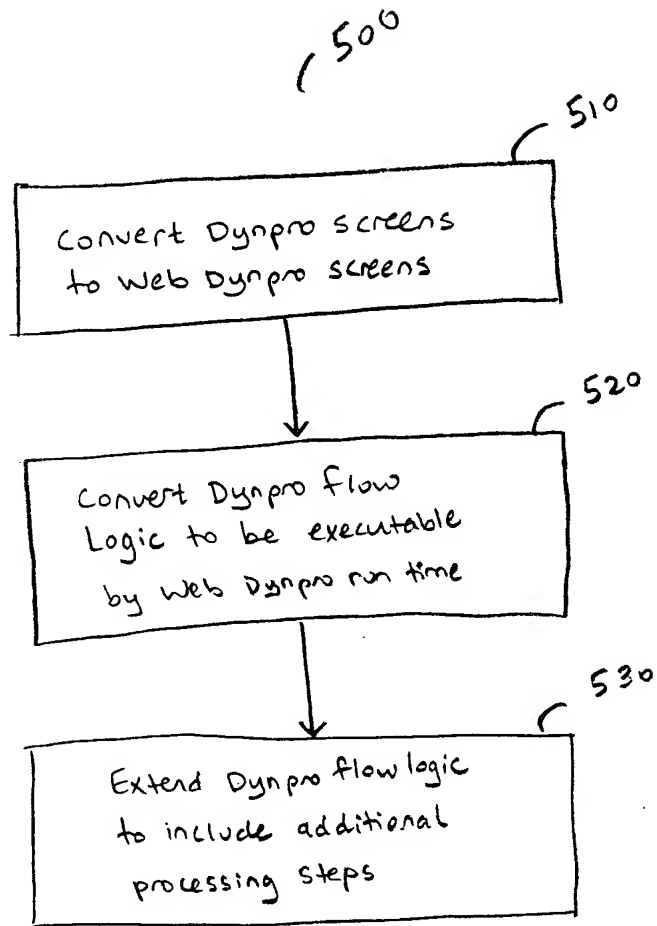 500
510
Convert Dynpro screens
to Web Dynpro screens
520
Convert Dynpro flow
Logic to be executable
by Web Dynpro run time
530
Extend Dynpro flow logic
to include additional
processing steps